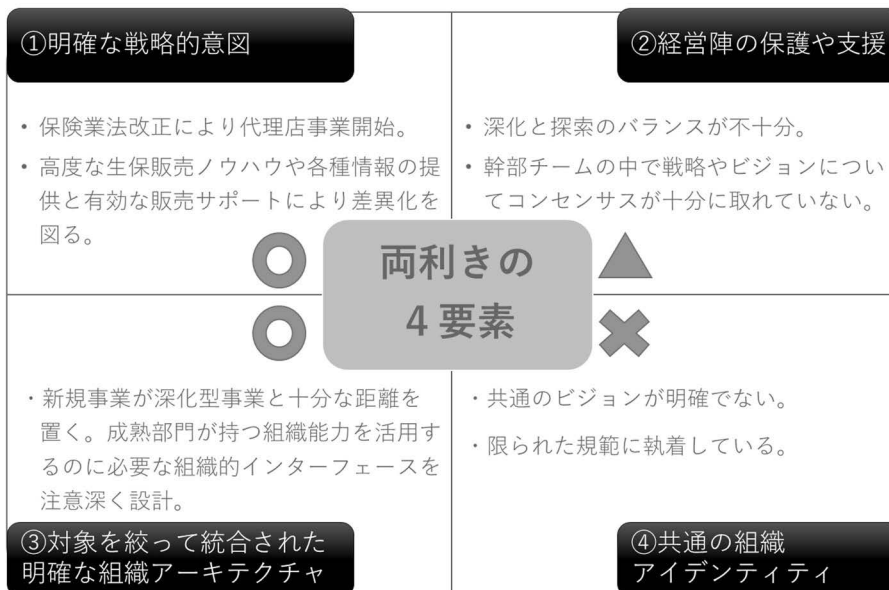 ①明確な戦略的意図
・保険業法改正により代理店事業開始。
・高度な生保販売ノウハウや各種情報の提
供と有効な販売サポートにより差異化を
図る。
②経営陣の保護や支援
・深化と探索のバランスが不十分。
・幹部チームの中で戦略やビジョンについ
てコンセンサスが十分に取れていない。
両利きの
4要素
・新規事業が深化型事業と十分な距離を
置く。成熟部門が持つ組織能力を活用す
るのに必要な組織的インターフェースを
注意深く設計。
③対象を絞って統合された
明確な組織アーキテクチャ
・共通のビジョンが明確でない。
・限られた規範に執着している。
④共通の組織
アイデンティティ